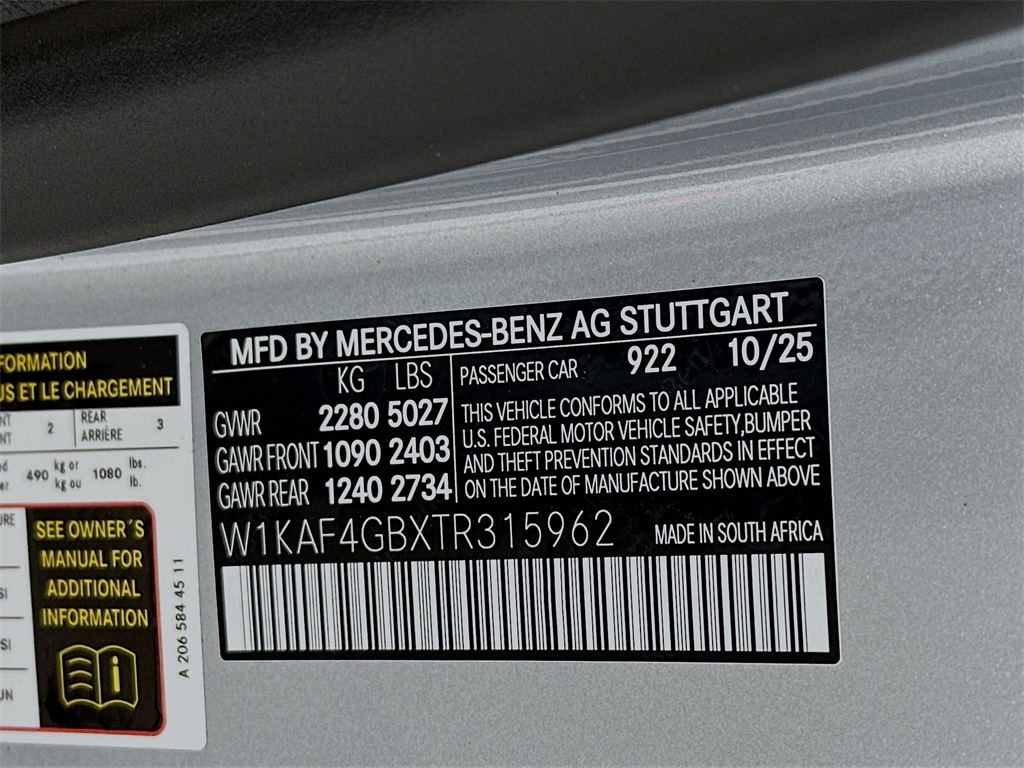 FORMATION
US ET LE CHARGEMENT
2 REAR ARRIÈRE 3
490 kg or kg ou 1080 lbs. lb.
SEE OWNER´S
MANUAL FOR
ADDITIONAL
INFORMATION
A 206 584 45 11
MFD BY MERCEDES-BENZ AG STUTTGART
KG LBS
GVWR 2280 5027
GAWR FRONT 1090 2403
GAWR REAR 1240 2734
PASSENGER CAR 922 10/25
THIS VEHICLE CONFORMS TO ALL APPLICABLE
U.S. FEDERAL MOTOR VEHICLE SAFETY,BUMPER
AND THEFT PREVENTION STANDARDS IN EFFECT
ON THE DATE OF MANUFACTURE SHOWN ABOVE
W1KAF4GBXTR315962 MADE IN SOUTH AFRICA